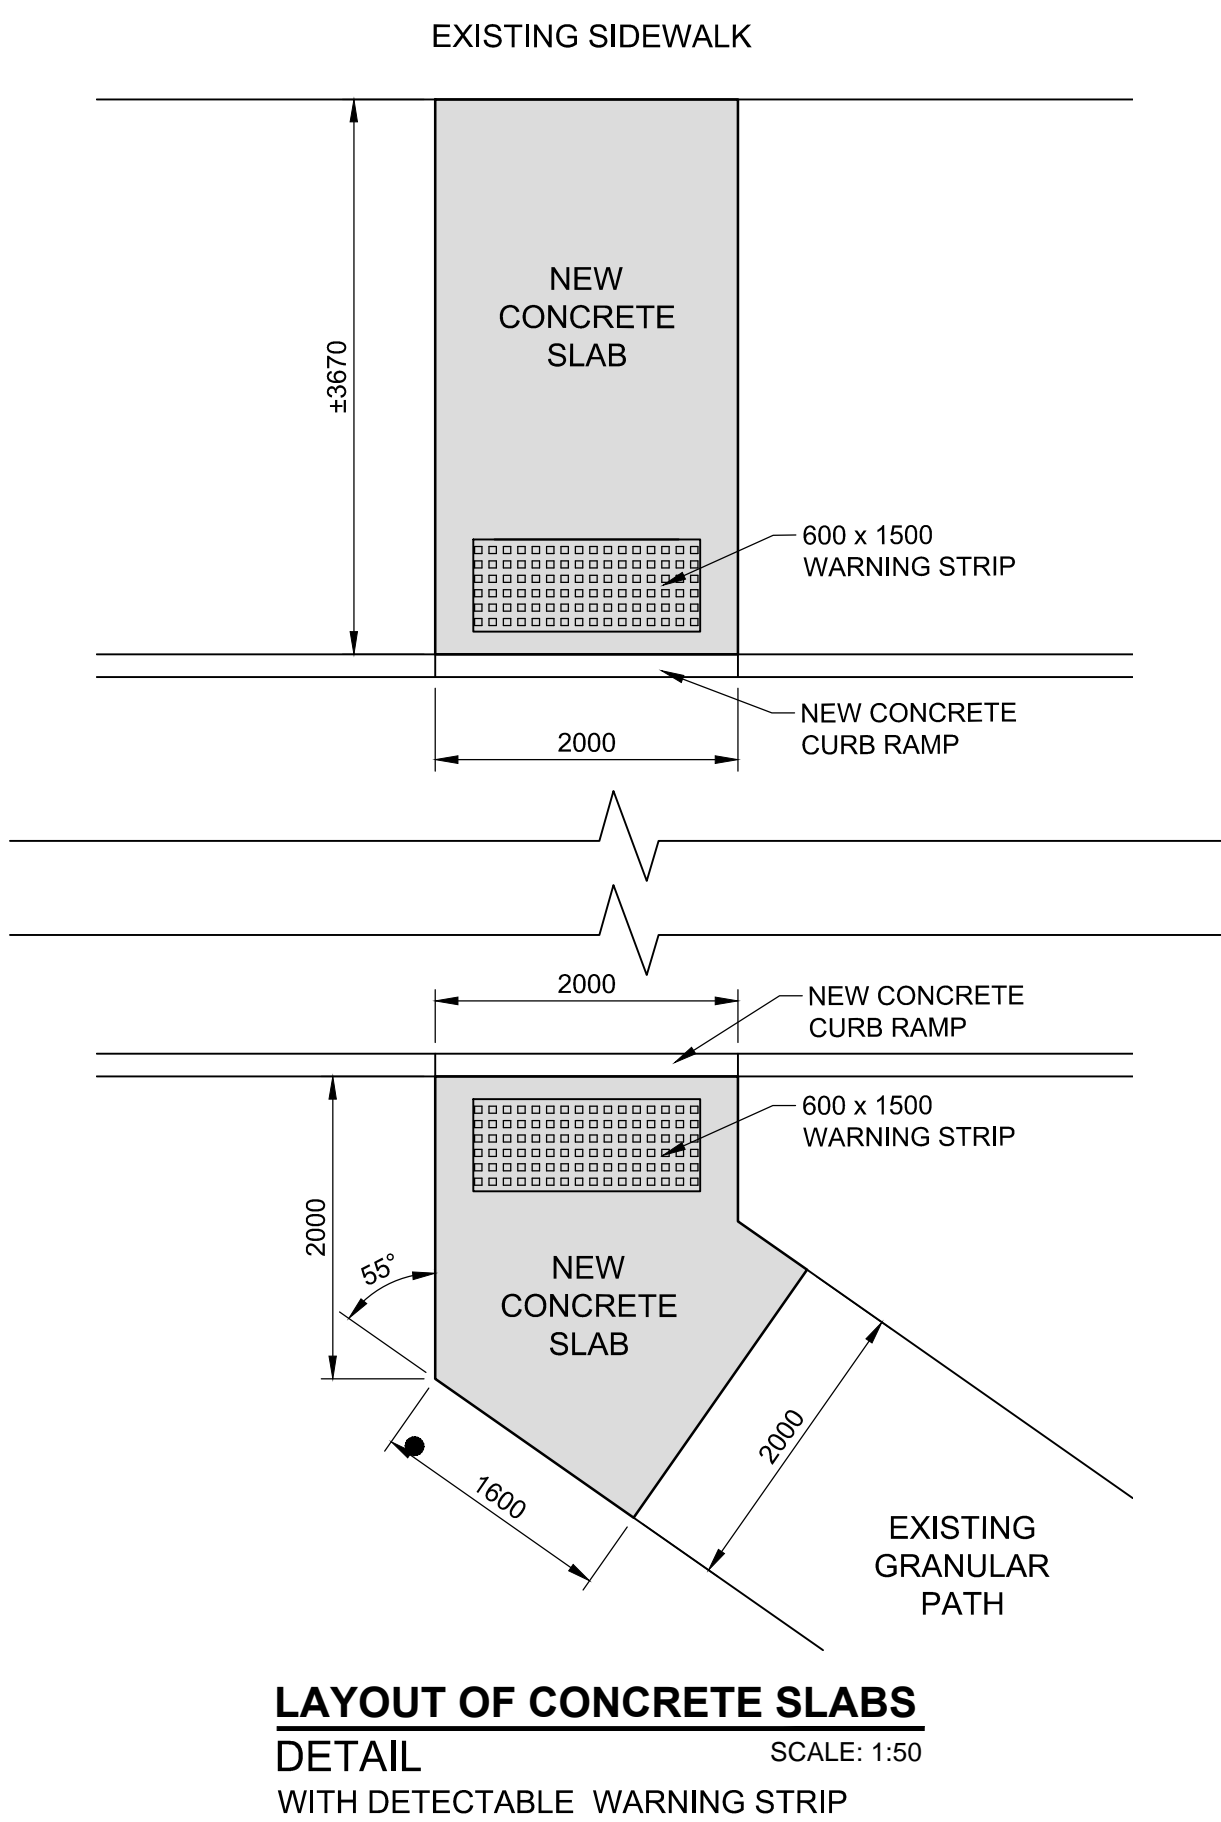 EXISTING SIDEWALK
NEW
CONCRETE
SLAB
±3670
600 x 1500
WARNING STRIP
NEW CONCRETE
CURB RAMP
2000
2000
NEW CONCRETE
CURB RAMP
600 x 1500
WARNING STRIP
2000
55°
NEW
CONCRETE
SLAB
2000
1600
EXISTING
GRANULAR
PATH
LAYOUT OF CONCRETE SLABS
DETAIL
SCALE: 1:50
WITH DETECTABLE WARNING STRIP